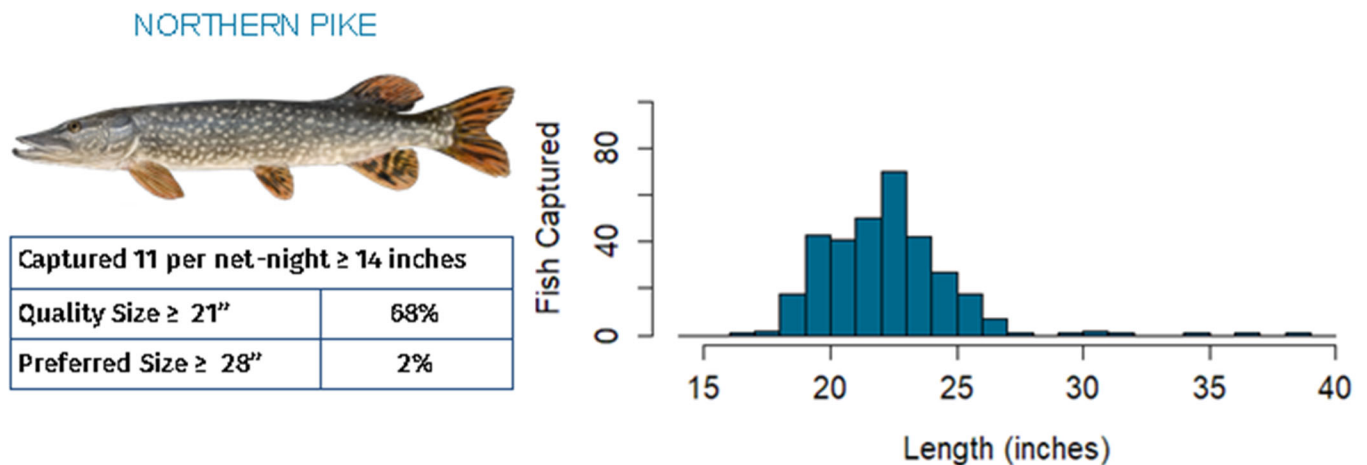 NORTHERN PIKE
Captured 11 per net-night ≥ 14 inches
Quality Size ≥ 21” 68%
Preferred Size ≥ 28” 2%
Fish Captured
0 40 80
15 20 25 30 35 40
Length (inches)